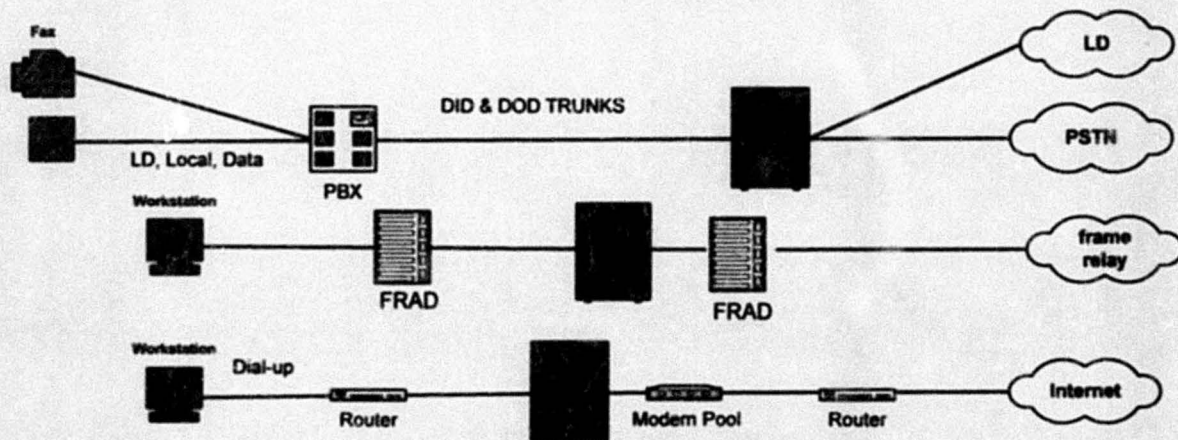 Fax
LD
DID & DOD TRUNKS
PSTN
LD, Local, Data
PBX
Workstation
frame
relay
FRAD
FRAD
Workstation
Dial-up
Internet
Router
Modem Pool
Router